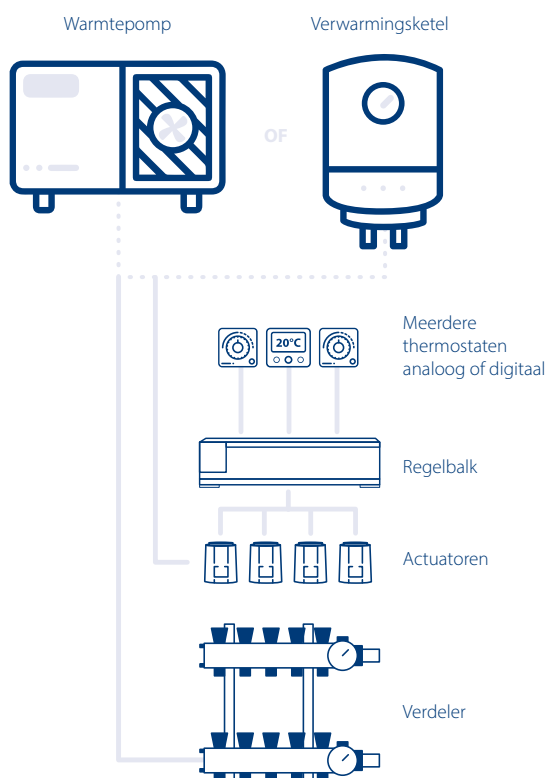 Warmtepomp
Verwarmingsketel
OF
Meerdere
thermostaten
analoog of digitaal
20°C
Regelbalk
Actuatoren
Verdeler